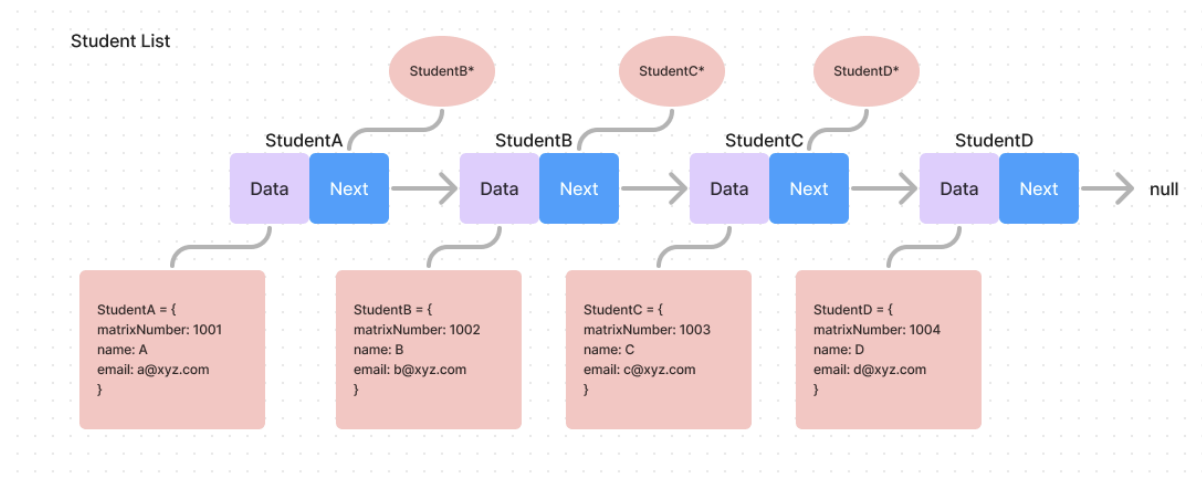 Student List
StudentB*
StudentC*
StudentD*
StudentA
StudentB
StudentC
StudentD
Data
Next
Data
Next
Data
Next
Data
Next
null
StudentA = {
matrixNumber: 1001
name: A
email: a@xyz.com
}
StudentB = {
matrixNumber: 1002
name: B
email: b@xyz.com
}
StudentC = {
matrixNumber: 1003
name: C
email: c@xyz.com
}
StudentD = {
matrixNumber: 1004
name: D
email: d@xyz.com
}